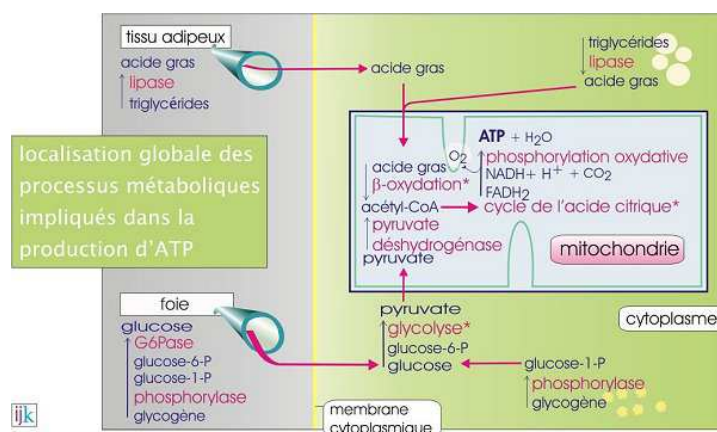 tissu adipeux
acide gras
lipase
triglycérides
acide gras
triglycérides
lipase
acide gras
localisation globale des
processus métaboliques
impliqués dans la
production d'ATP
ATP + H2O
O2
phosphorylation oxydative
NADH + H+ + CO2
FADH2
acide gras
β-oxydation*
acétyl-CoA
cycle de l'acide citrique*
pyruvate
déshydrogénase
pyruvate
mitochondrie
foie
glucose
G6Pase
glucose-6-P
glucose-1-P
phosphorylase
glycogène
pyruvate
glycolyse*
glucose-6-P
glucose
cytoplasme
glucose-1-P
phosphorylase
glycogène
membrane
cytoplasmique
ijk